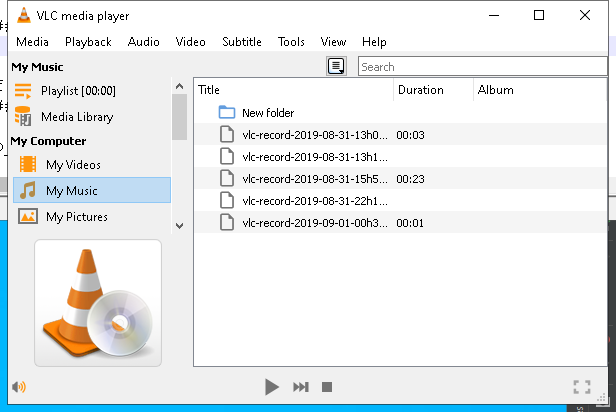 VLC media player
Media Playback Audio Video Subtitle Tools View Help
My Music
Search
Playlist [00:00]
Media Library
My Computer
My Videos
My Music
My Pictures
Title Duration Album
New folder
vlc-record-2019-08-31-13h0... 00:03
vlc-record-2019-08-31-13h1...
vlc-record-2019-08-31-15h5... 00:23
vlc-record-2019-08-31-22h1...
vlc-record-2019-09-01-00h3... 00:01